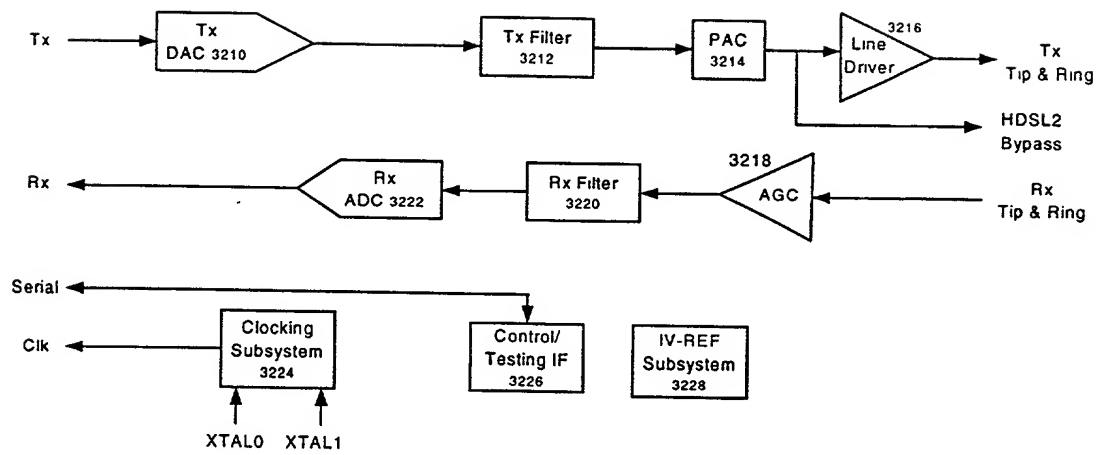 Tx
Tx
DAC 3210
Tx Filter
3212
PAC
3214
3216
Line
Driver
Tx
Tip & Ring
HDSL2
Bypass
Rx
Rx
ADC 3222
Rx Filter
3220
3218
AGC
Rx
Tip & Ring
Serial
Clk
Clocking
Subsystem
3224
Control/
Testing IF
3226
IV-REF
Subsystem
3228
XTAL0 XTAL1